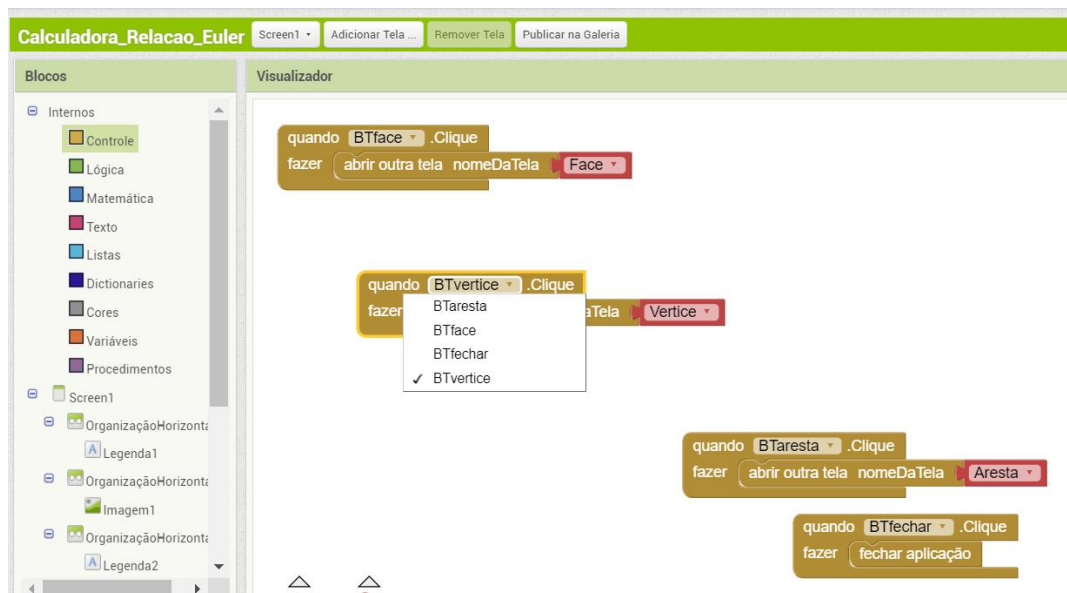 Calculadora_Relacao_Euler Screen1 Adicionar Tela ... Remover Tela Publicar na Galeria
Blocos
Visualizador
Internos
Controle
Lógica
Matemática
Texto
Listas
Dictionaries
Cores
Variáveis
Procedimentos
Screen1
OrganizaçãoHorizonta
Legenda1
OrganizaçãoHorizonta
Imagem1
OrganizaçãoHorizonta
Legenda2
quando BTface .Clique
fazer abrir outra tela nomeDaTela Face
quando BTvertice .Clique
fazer aTela Vertice
BTaresta
BTface
BTfechar
✓ BTvertice
quando BTaresta .Clique
fazer abrir outra tela nomeDaTela Aresta
quando BTfechar .Clique
fazer fechar aplicação